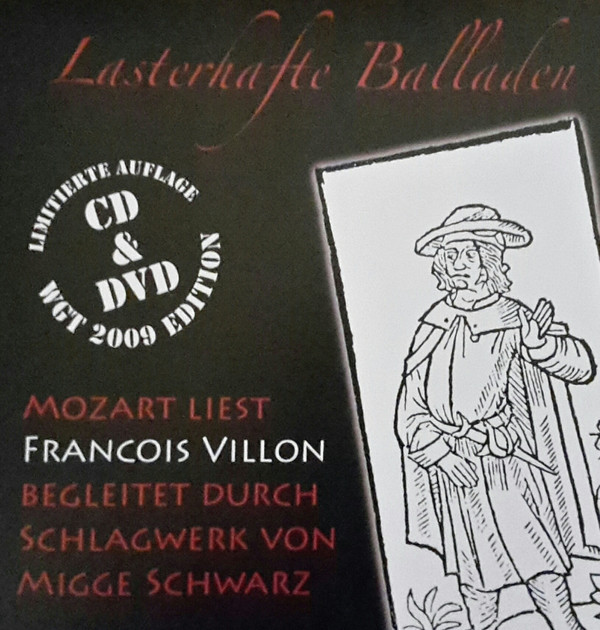 Lasterhafte Balladen
LIMITIERTE AUFLAGE
CD
&
DVD
WGT 2009 EDITION
MOZART LIEST
FRANCOIS VILLON
BEGLEITET DURCH
SCHLAGWERK VON
MIGGE SCHWARZ